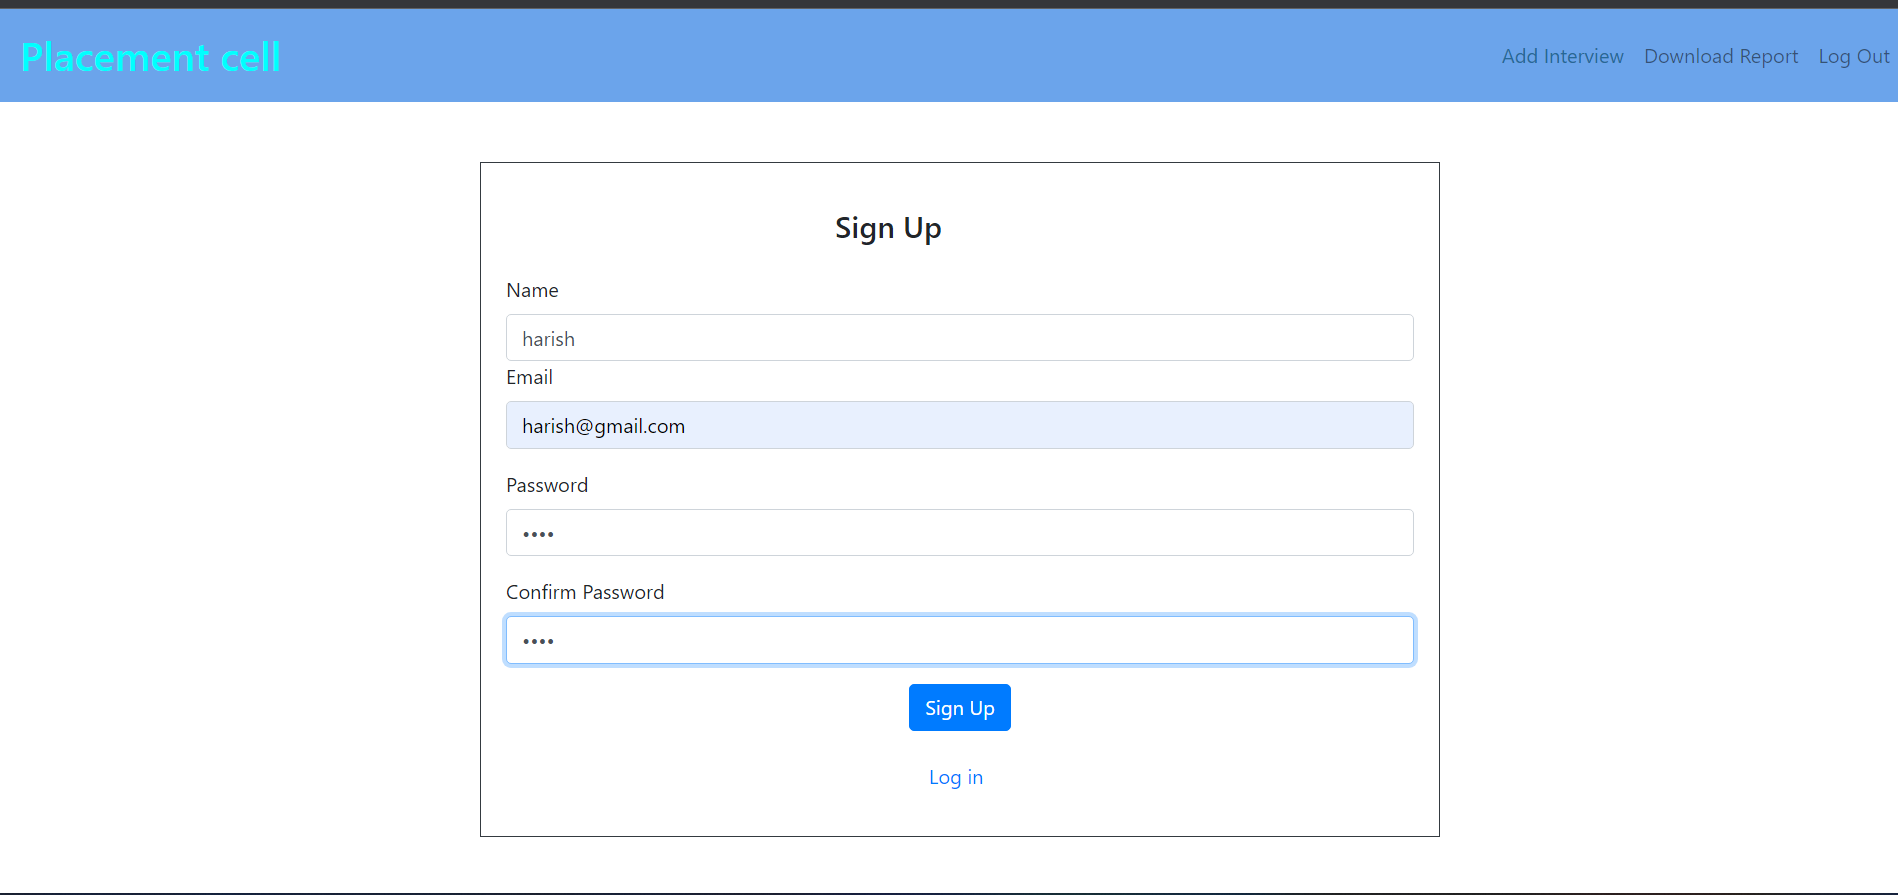 Placement cell
Add Interview Download Report Log Out
Sign Up
Name
harish
Email
harish@gmail.com
Password
••••
Confirm Password
••••
Sign Up
Log in